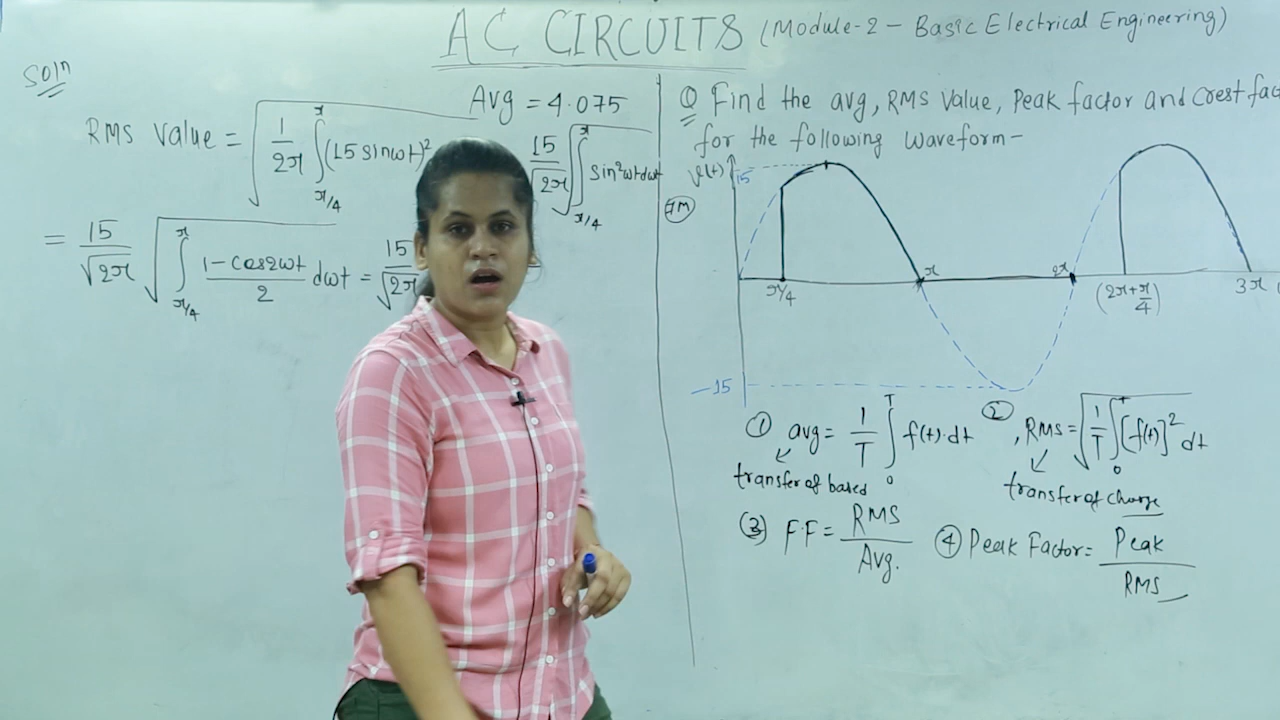 AC CIRCUITS (Module-2 - Basic Electrical Engineering)
Soln
Avg = 4.075
RMS value = √ 1/2π ∫π/4^π (15 sinωt)²
15/√2π √ ∫π/4^π sin²ωt dωt
= 15/√2π √ ∫π/4^π 1-cos2ωt/2 dωt = 15/√2π
Q Find the avg, RMS value, Peak factor and Crest
for the following waveform -
v(t)
15
7M
π/4
π
2π
(2π+π/4)
3π
-15
① avg = 1/T ∫0^T f(t)·dt
transfer of based
② , RMS = √ 1/T ∫0^T [f(t)]² dt
transfer of charge
③ F.F = RMS/Avg.
④ Peak Factor = Peak/RMS